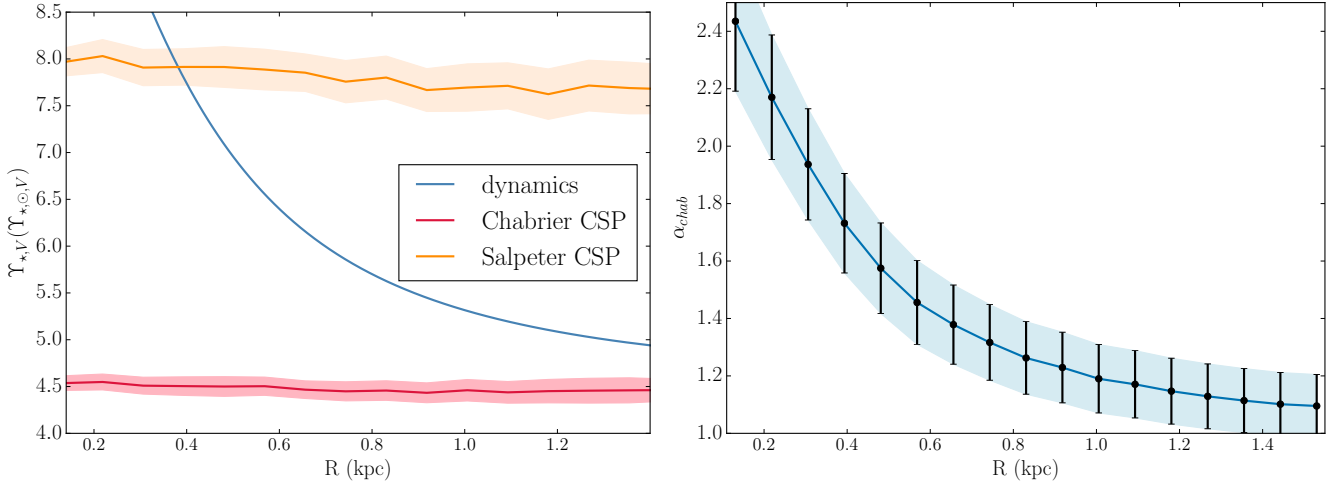 8.5
8.0
7.5
7.0
6.5
6.0
5.5
5.0
4.5
4.0
Υ⋆,V(Υ⋆,⊙,V)
dynamics
Chabrier CSP
Salpeter CSP
0.2 0.4 0.6 0.8 1.0 1.2
R (kpc)
2.4
2.2
2.0
1.8
1.6
1.4
1.2
1.0
αchab
0.2 0.4 0.6 0.8 1.0 1.2 1.4
R (kpc)